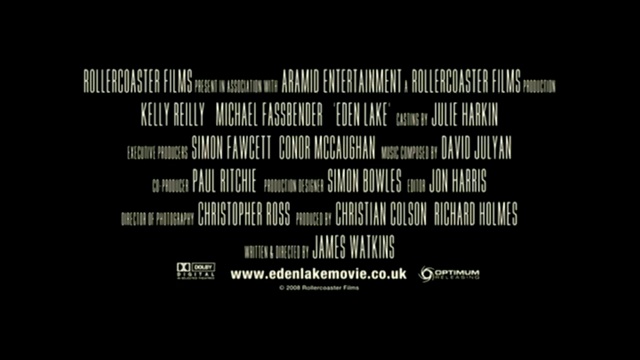 ROLLERCOASTER FILMS PRESENT IN ASSOCIATION WITH ARAMID ENTERTAINMENT A ROLLERCOASTER FILMS PRODUCTION
KELLY REILLY MICHAEL FASSBENDER 'EDEN LAKE' CASTING BY JULIE HARKIN
EXECUTIVE PRODUCERS SIMON FAWCETT CONOR MCCAUGHAN MUSIC COMPOSED BY DAVID JULYAN
CO-PRODUCER PAUL RITCHIE PRODUCTION DESIGNER SIMON BOWLES EDITOR JON HARRIS
DIRECTOR OF PHOTOGRAPHY CHRISTOPHER ROSS PRODUCED BY CHRISTIAN COLSON RICHARD HOLMES
WRITTEN & DIRECTED BY JAMES WATKINS
DOLBY DIGITAL www.edenlakemovie.co.uk OPTIMUM RELEASING
IN SELECTED THEATRES
© 2008 Rollercoaster Films